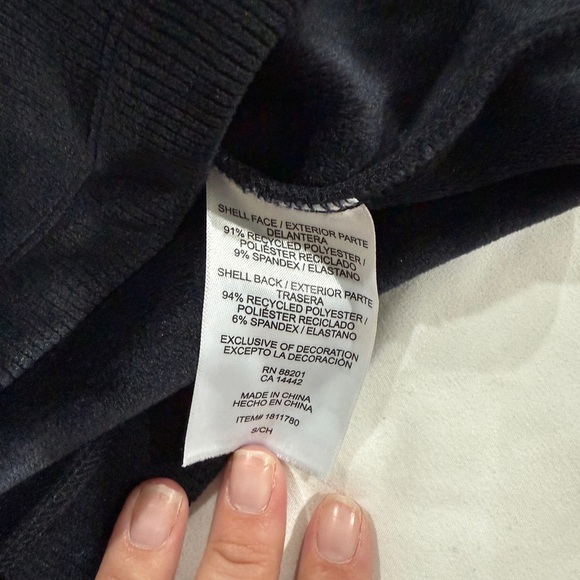 SHELL FACE / EXTERIOR PARTE
DELANTERA
91% RECYCLED POLYESTER /
POLIÉSTER RECICLADO
9% SPANDEX / ELASTANO
SHELL BACK / EXTERIOR PARTE
TRASERA
94% RECYCLED POLYESTER /
POLIÉSTER RECICLADO
6% SPANDEX / ELASTANO
EXCLUSIVE OF DECORATION
EXCEPTO LA DECORACIÓN
RN 88201
CA 14442
MADE IN CHINA
HECHO EN CHINA
ITEM# 1811780
S/CH